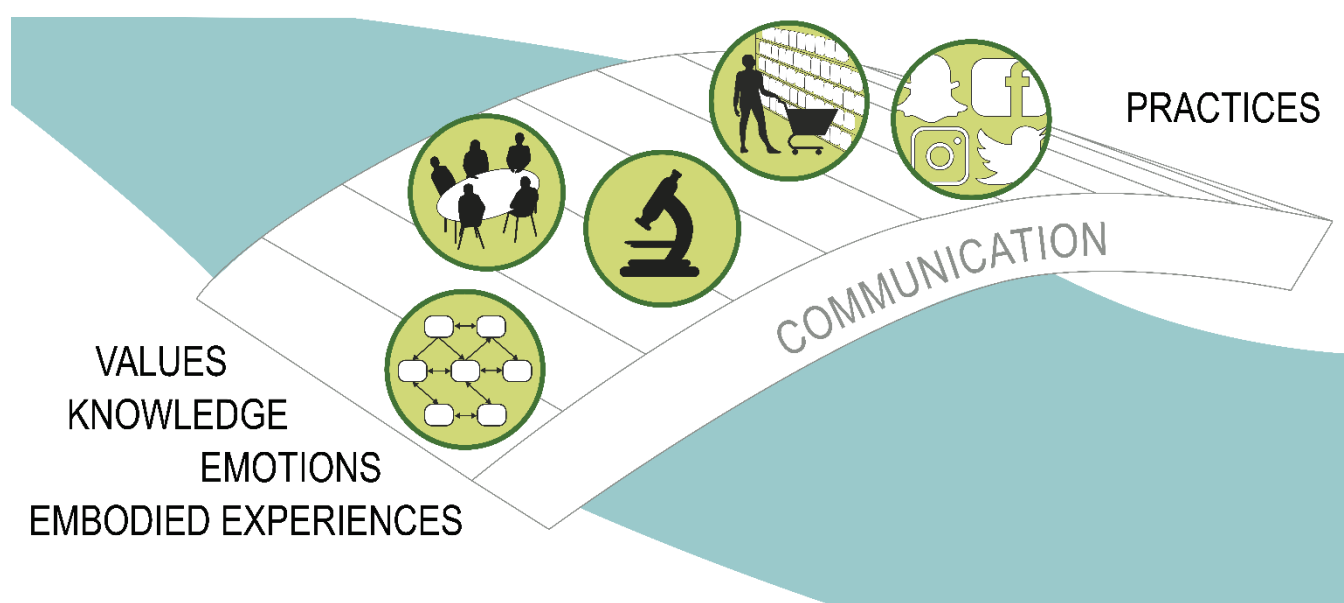 PRACTICES
COMMUNICATION
VALUES
KNOWLEDGE
EMOTIONS
EMBODIED EXPERIENCES